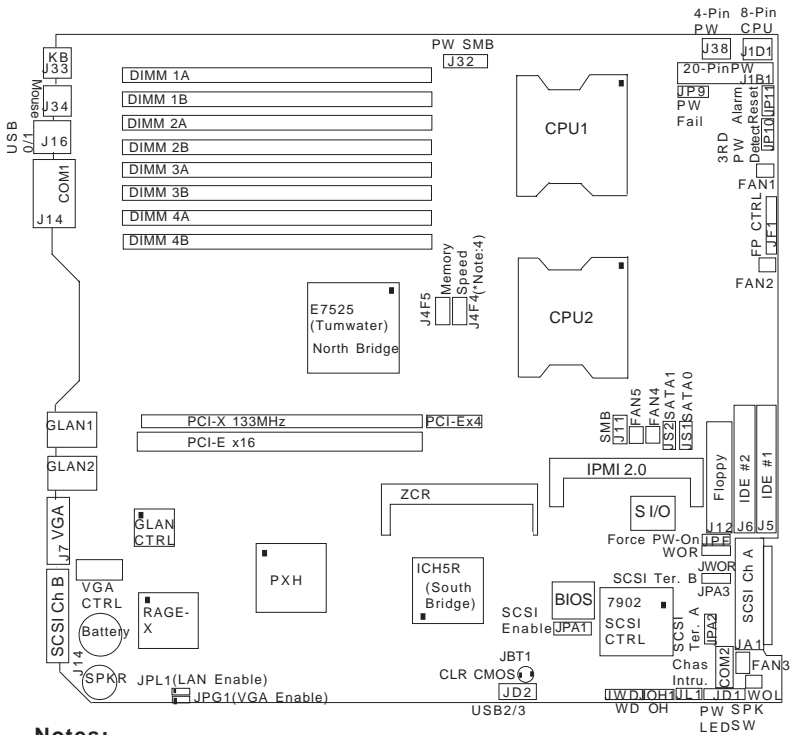 4-Pin PW
8-Pin CPU
J38
J1D1
20-PinPW
J1B1
PW SMB
J32
JP9
PW Fail
Alarm Reset
JP11
3RD PW Detect
JP10
FAN1
FP CTRL
JF1
FAN2
KB
J33
Mouse
J34
USB 0/1
J16
COM1
J14
DIMM 1A
DIMM 1B
DIMM 2A
DIMM 2B
DIMM 3A
DIMM 3B
DIMM 4A
DIMM 4B
CPU1
CPU2
E7525
(Tumwater)
North Bridge
J4F5
Memory
Speed
(*Note:4)
J4F4
GLAN1
GLAN2
PCI-X 133MHz
PCI-Ex4
PCI-E x16
SMB
J11
FAN5
FAN4
JS2 SATA1
JS1 SATA0
IPMI 2.0
Floppy
J12
IDE #2
J6
IDE #1
J5
ZCR
S I/O
J7 VGA
GLAN
CTRL
VGA
CTRL
PXH
ICH5R
(South
Bridge)
Force PW-On
JPF
WOR
JWOR
SCSI Ter. B
JPA3
SCSI Ch A
JA1
SCSI Ch B
J14
Battery
RAGE-
X
BIOS
SCSI
Enable
JPA1
7902
SCSI
CTRL
SCSI
Ter. A
JPA2
Chas
Intru.
COM2
FAN3
SPKR
JPL1(LAN Enable)
JPG1(VGA Enable)
JBT1
CLR CMOS
JD2
USB2/3
JWD
JOH1
JL1
JD1
WOL
WD
OH
PW
LED
SPK
SW
Notes: